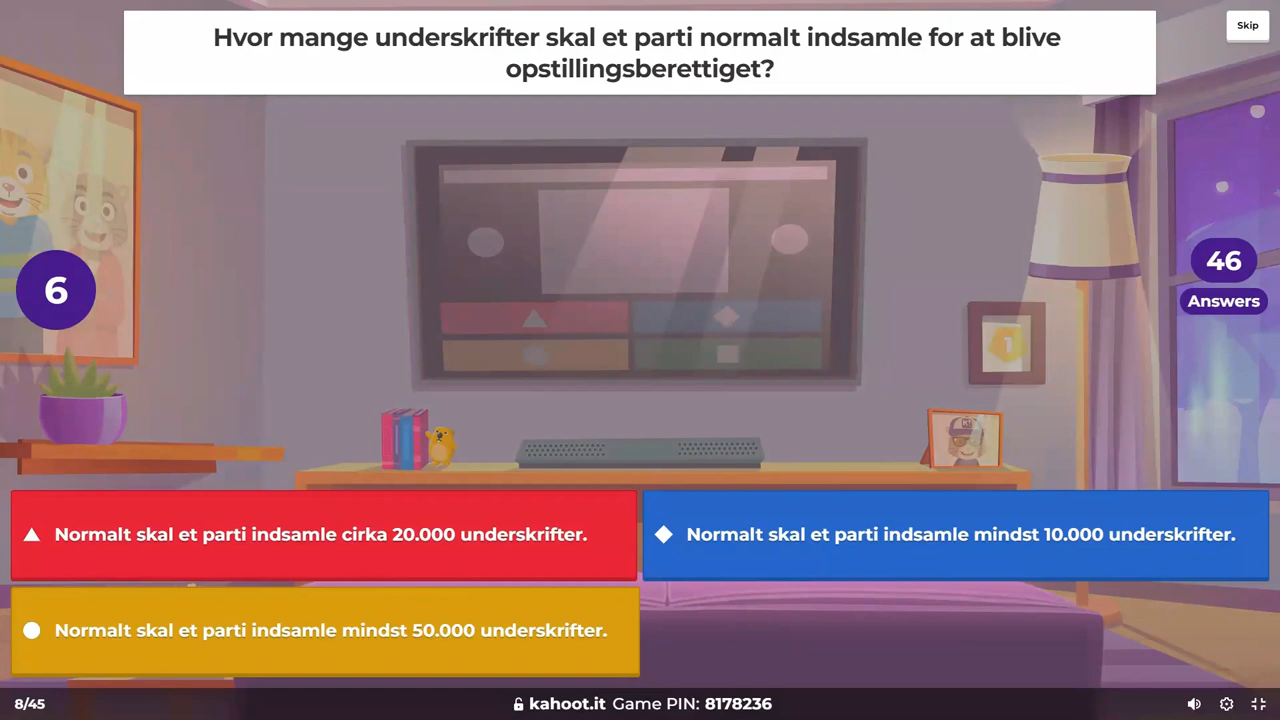 Hvor mange underskrifter skal et parti normalt indsamle for at blive
opstillingsberettiget?
Skip
6
46
Answers
1
Normalt skal et parti indsamle cirka 20.000 underskrifter.
Normalt skal et parti indsamle mindst 10.000 underskrifter.
Normalt skal et parti indsamle mindst 50.000 underskrifter.
8/45
kahoot.it Game PIN: 8178236